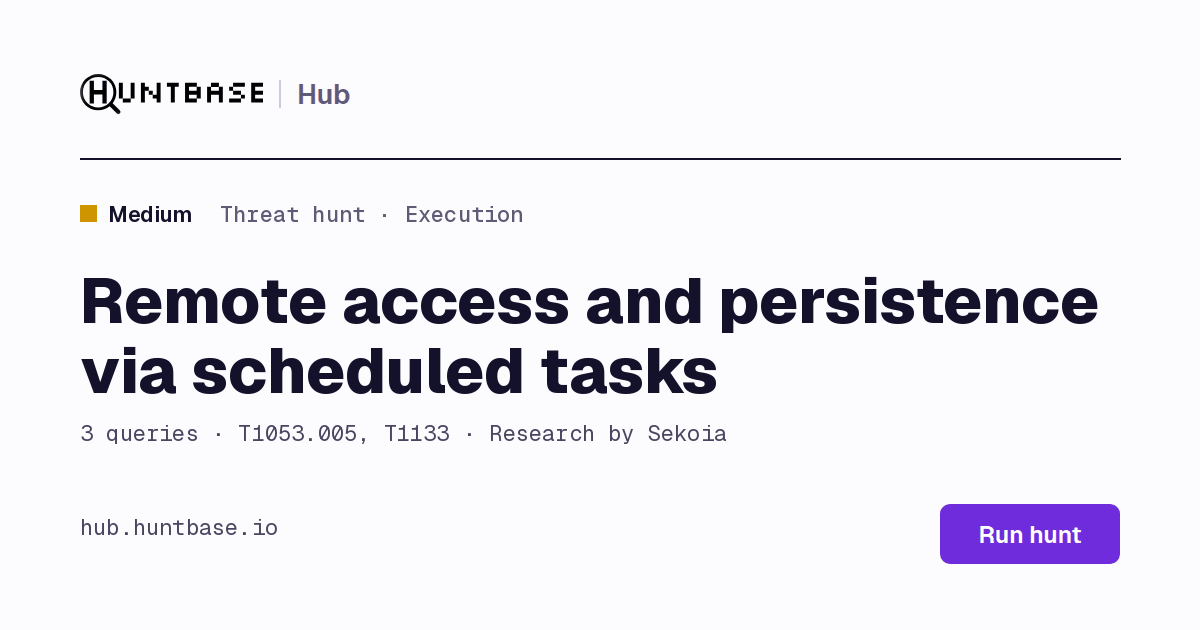 HUNTBASE | Hub
Medium Threat hunt · Execution
Remote access and persistence
via scheduled tasks
3 queries · T1053.005, T1133 · Research by Sekoia
hub.huntbase.io
Run hunt